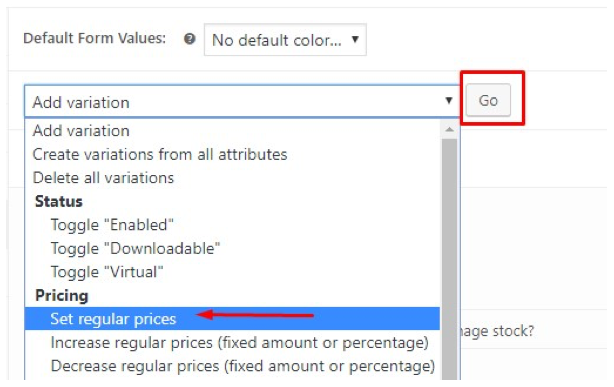 Default Form Values: ? No default color... ▼
Add variation ▼ Go
Add variation
Create variations from all attributes
Delete all variations
Status
Toggle "Enabled"
Toggle "Downloadable"
Toggle "Virtual"
Pricing
Set regular prices
Increase regular prices (fixed amount or percentage) nage stock?
Decrease regular prices (fixed amount or percentage)